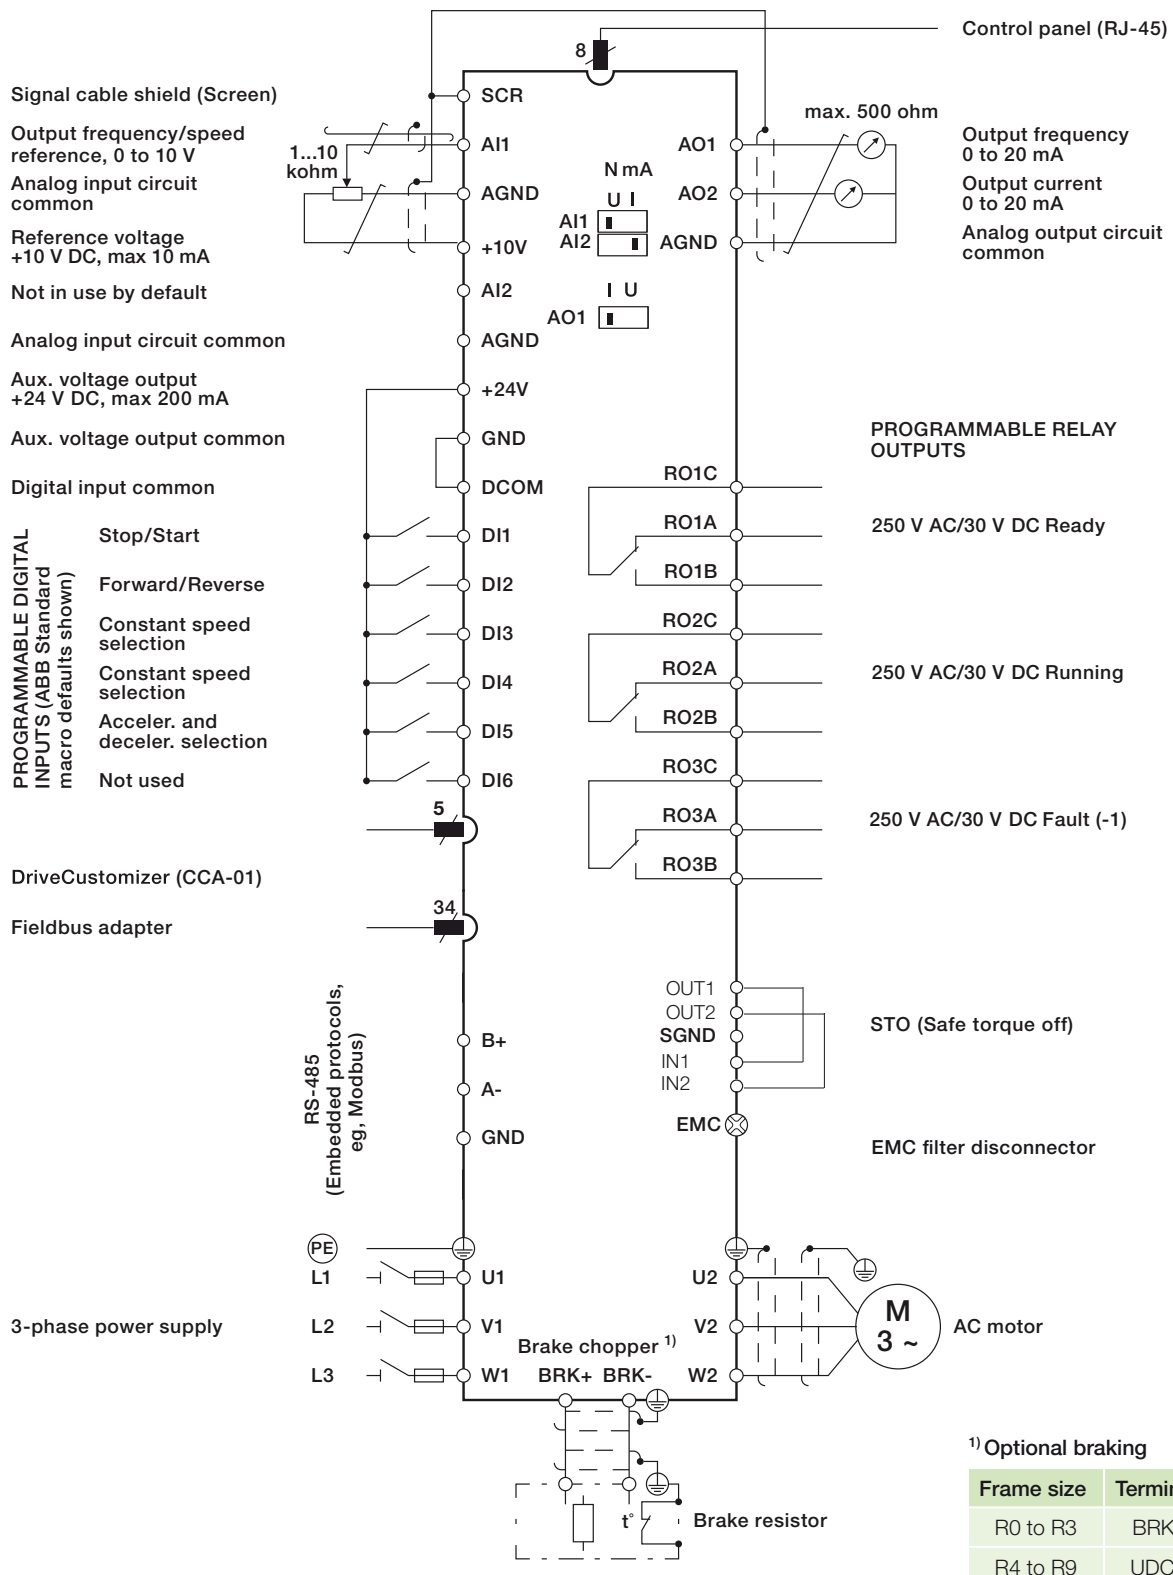 Control panel (RJ-45)
8
Signal cable shield (Screen)
SCR
max. 500 ohm
Output frequency/speed
reference, 0 to 10 V
1...10
kohm
AI1
AO1
Output frequency
0 to 20 mA
Analog input circuit
common
AGND
N mA
U I
AI1
AI2
AO2
Output current
0 to 20 mA
Reference voltage
+10 V DC, max 10 mA
+10V
AGND
Analog output circuit
common
Not in use by default
AI2
I U
AO1
Analog input circuit common
AGND
Aux. voltage output
+24 V DC, max 200 mA
+24V
Aux. voltage output common
GND
PROGRAMMABLE RELAY
OUTPUTS
Digital input common
DCOM
RO1C
PROGRAMMABLE DIGITAL
INPUTS (ABB Standard
macro defaults shown)
Stop/Start
DI1
RO1A
250 V AC/30 V DC Ready
Forward/Reverse
DI2
RO1B
Constant speed
selection
DI3
RO2C
Constant speed
selection
DI4
RO2A
250 V AC/30 V DC Running
Acceler. and
deceler. selection
DI5
RO2B
Not used
DI6
RO3C
5
RO3A
250 V AC/30 V DC Fault (-1)
RO3B
DriveCustomizer (CCA-01)
34
Fieldbus adapter
RS-485
(Embedded protocols,
eg, Modbus)
B+
A-
GND
OUT1
OUT2
SGND
IN1
IN2
STO (Safe torque off)
EMC
EMC filter disconnector
PE
L1
U1
U2
3-phase power supply
L2
V1
V2
M
3 ~
AC motor
Brake chopper 1)
L3
W1
BRK+ BRK-
W2
t°
Brake resistor
1) Optional braking
Frame size
R0 to R3
R4 to R9